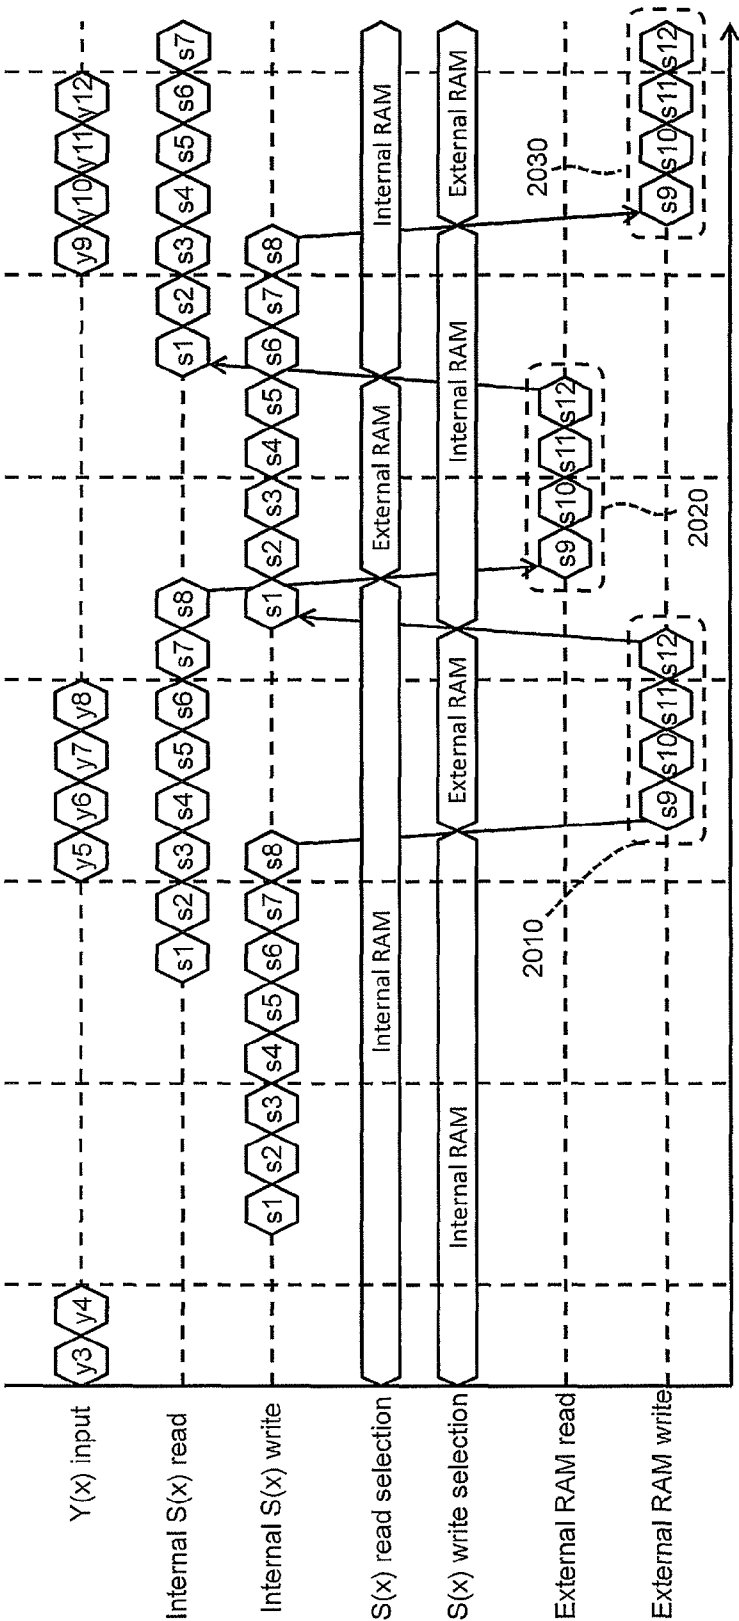 Y(x) input y3 y4 y5 y6 y7 y8 y9 y10 y11 y12
Internal S(x) read s1 s2 s3 s4 s5 s6 s7 s8 s1 s2 s3 s4 s5 s6 s7
Internal S(x) write s1 s2 s3 s4 s5 s6 s7 s8 s1 s2 s3 s4 s5 s6 s7 s8
S(x) read selection Internal RAM External RAM Internal RAM
S(x) write selection Internal RAM External RAM Internal RAM External RAM
2010 2030
External RAM read s9 s10 s11 s12
2020
External RAM write s9 s10 s11 s12 s9 s10 s11 s12